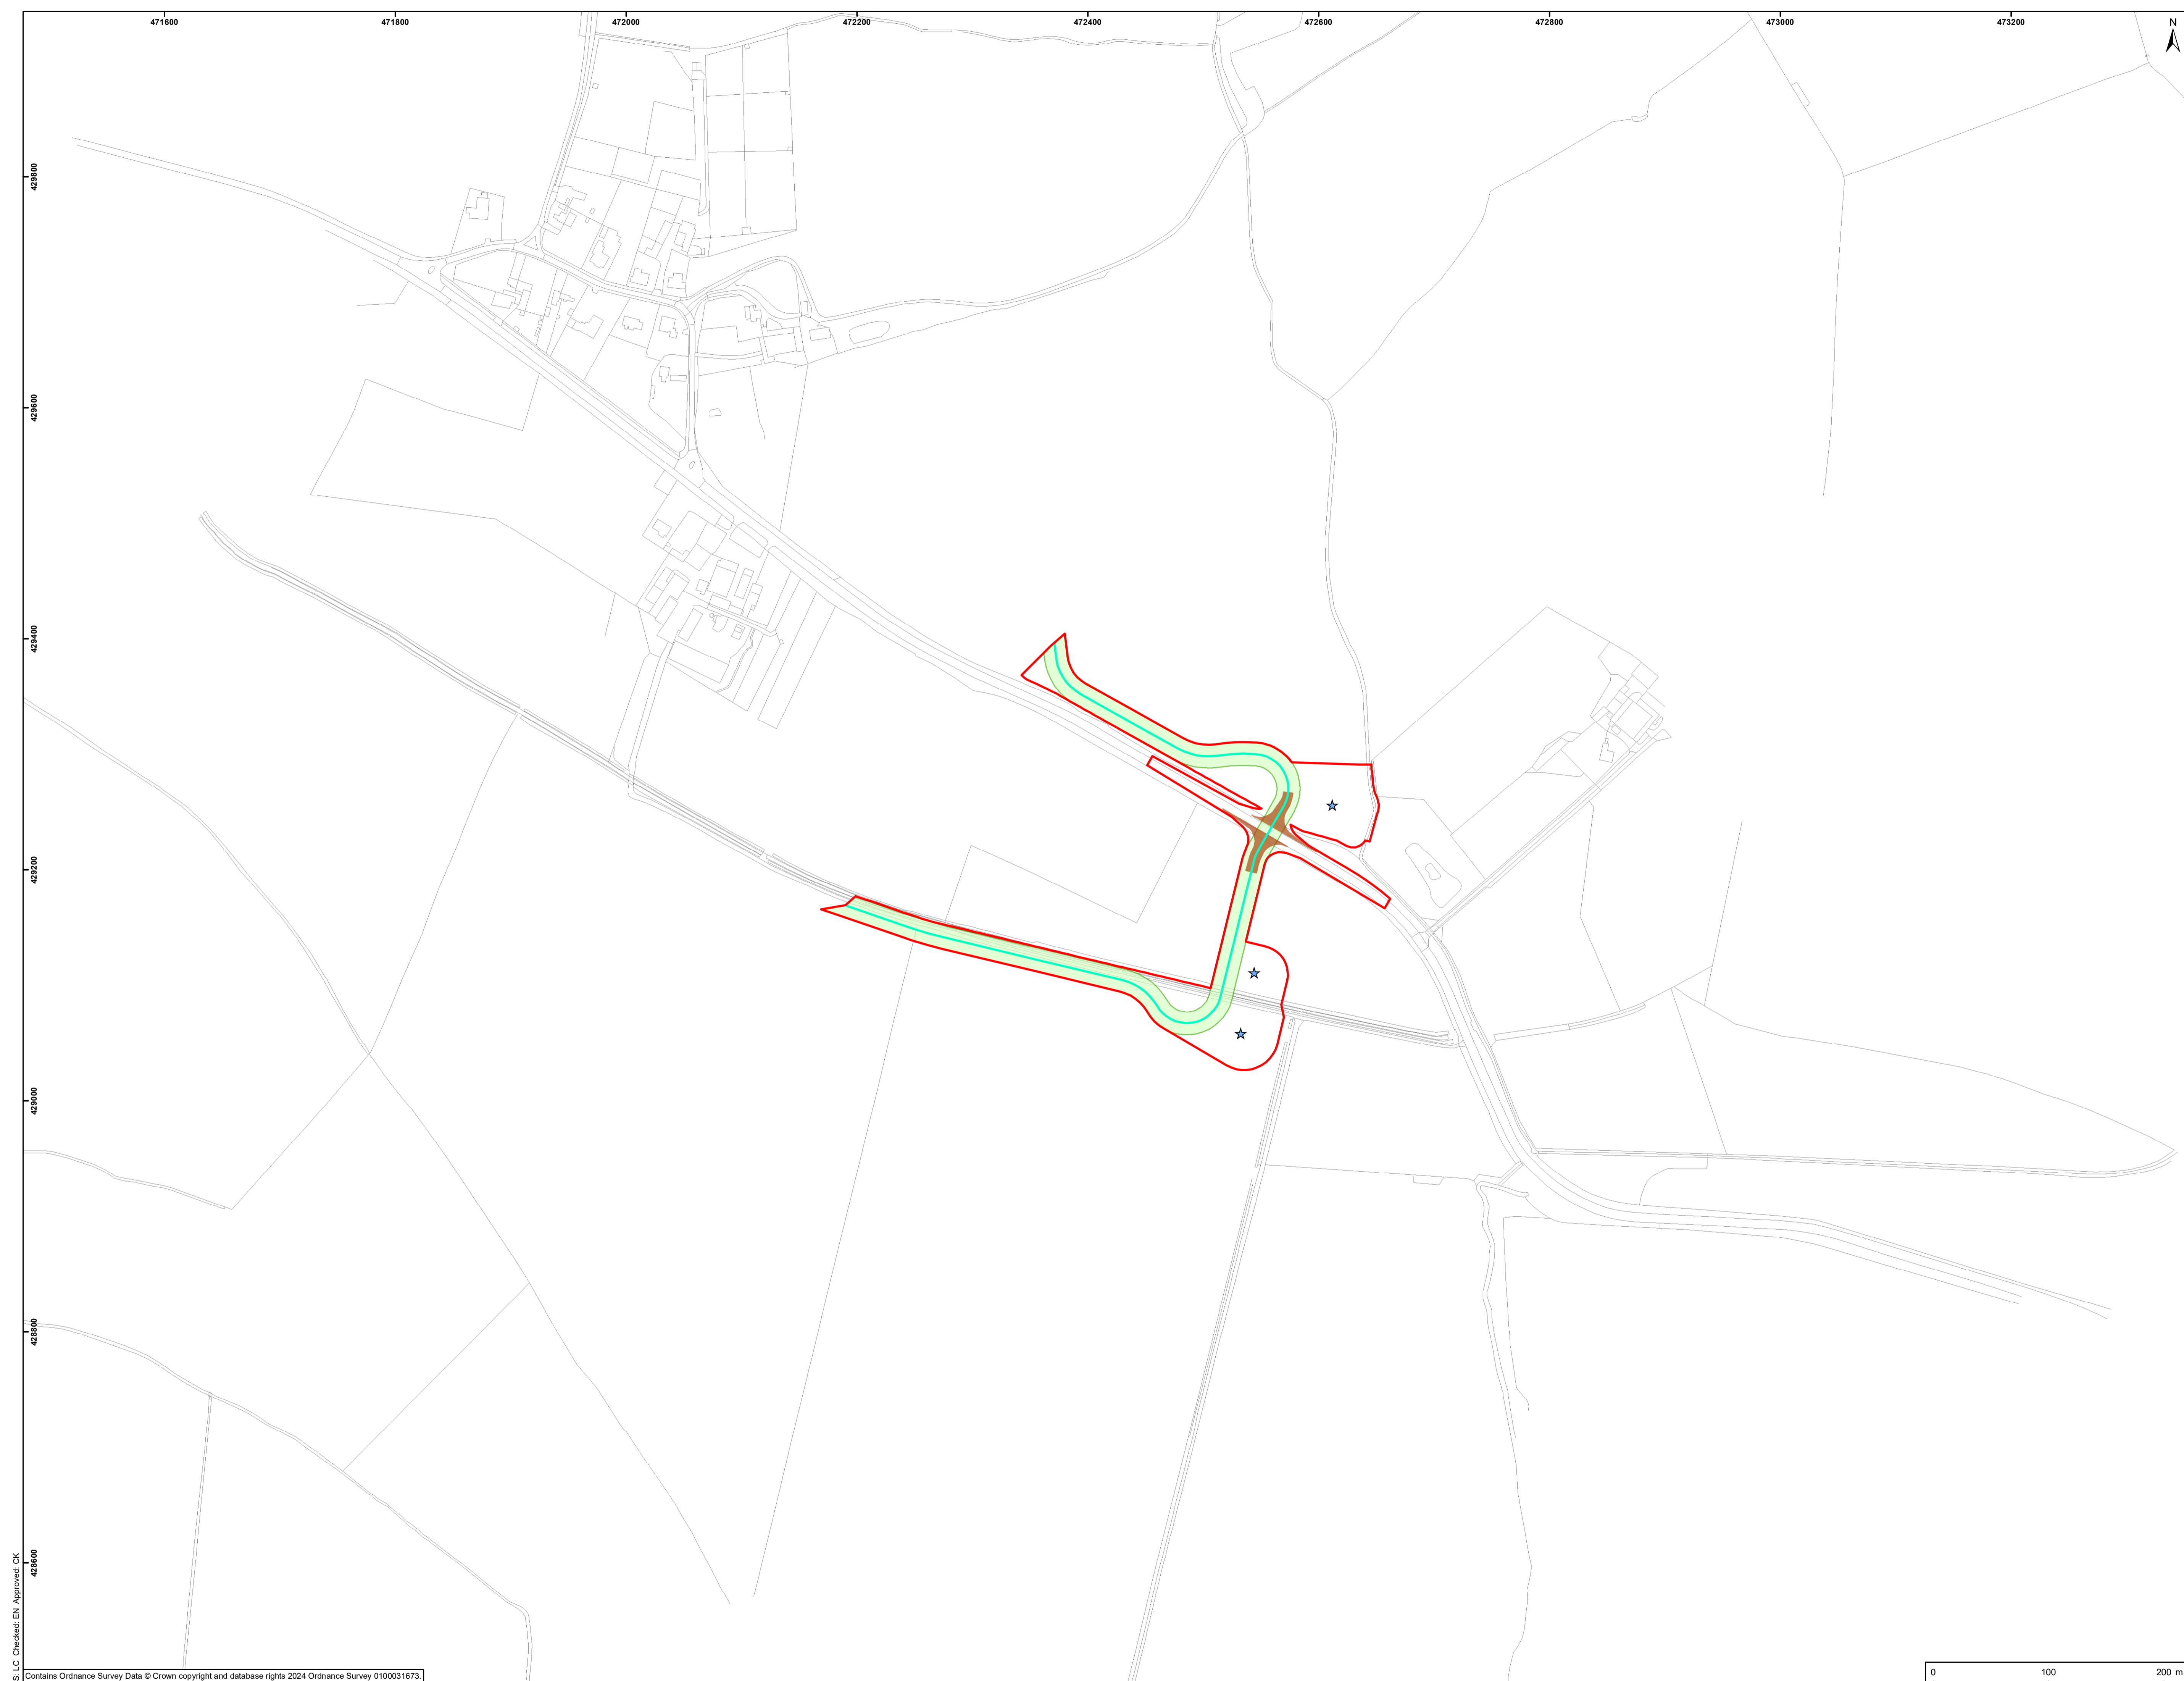 471600 471800 472000 472200 472400 472600 472800 473000 473200
N
429800
429600
429400
429200
429000
428800
428600
S: LC Checked: EN Approved: CK
Contains Ordnance Survey Data © Crown copyright and database rights 2024 Ordnance Survey 0100031673.
0 100 200 m